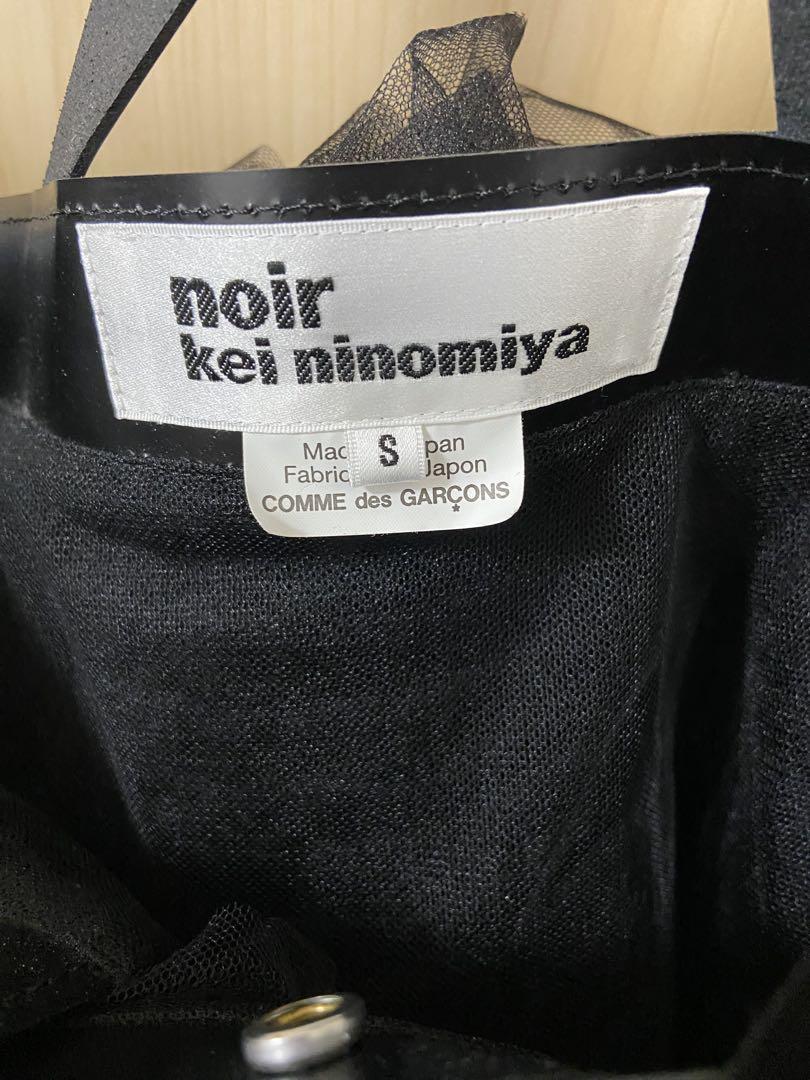 noir
kei ninomiya
S
Japon
COMME des GARÇONS
*